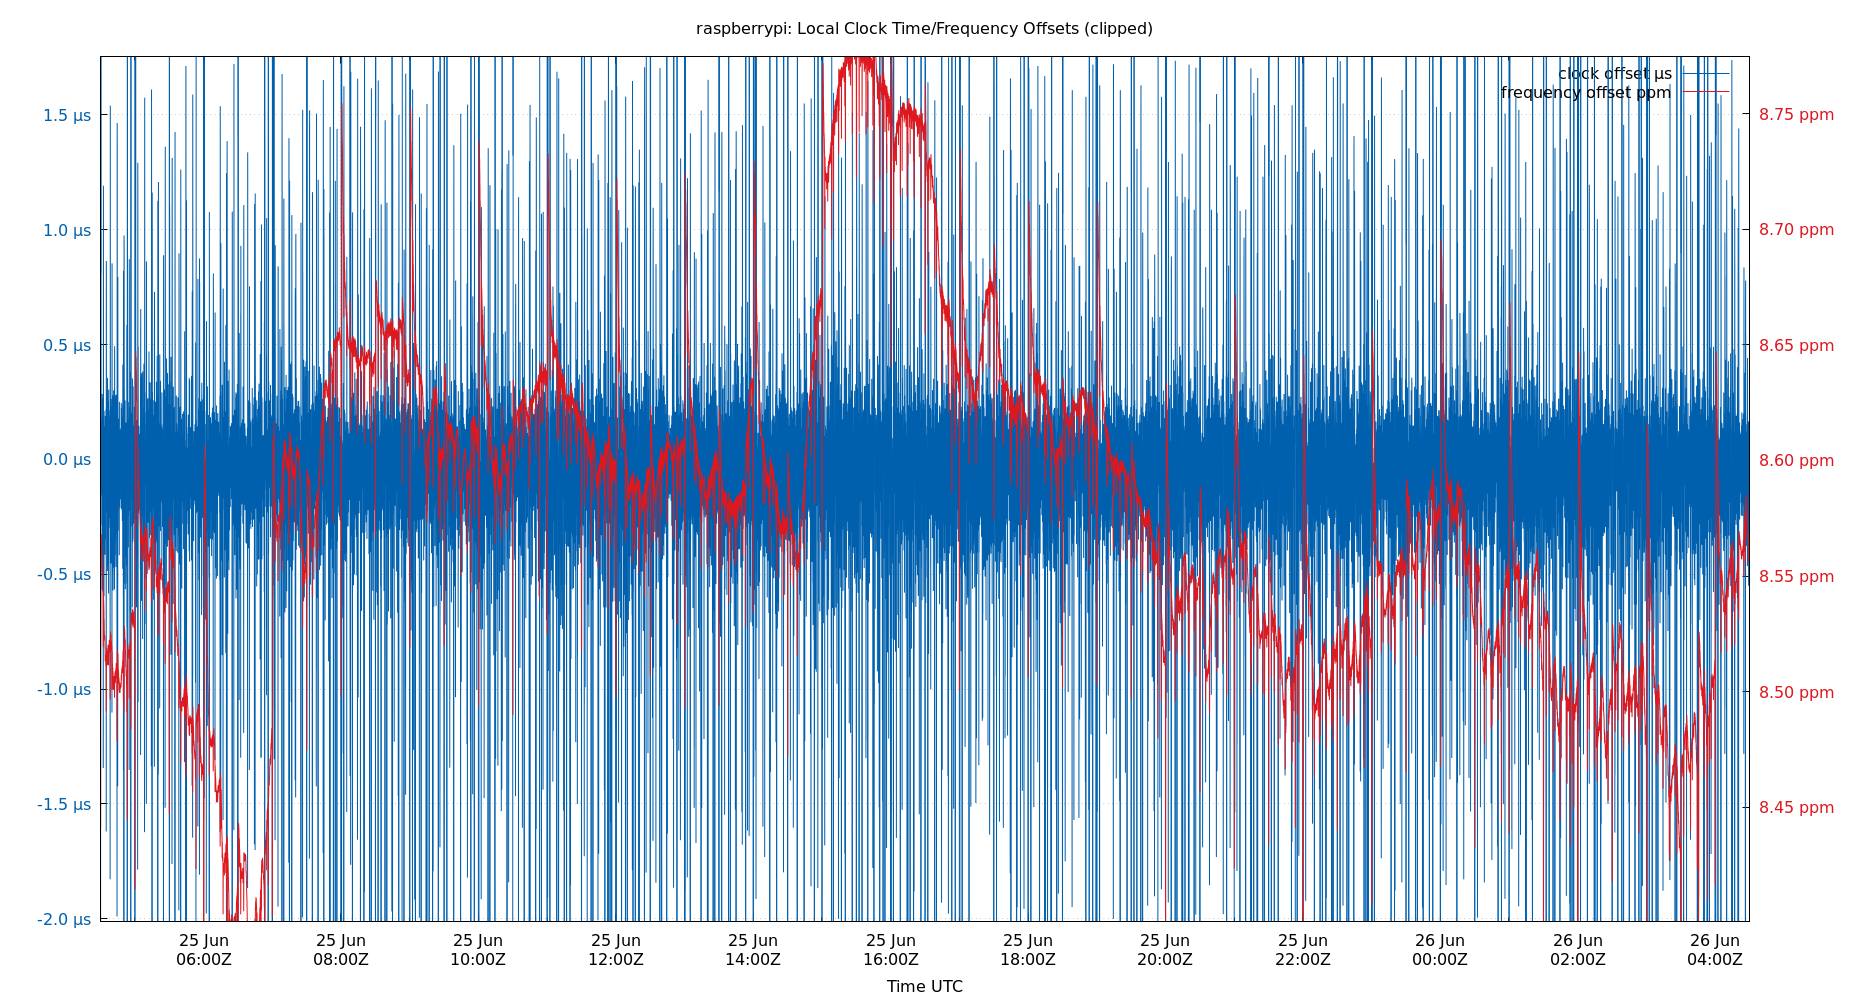 raspberrypi: Local Clock Time/Frequency Offsets (clipped)
clock offset µs
frequency offset ppm
1.5 µs
1.0 µs
0.5 µs
0.0 µs
-0.5 µs
-1.0 µs
-1.5 µs
-2.0 µs
8.75 ppm
8.70 ppm
8.65 ppm
8.60 ppm
8.55 ppm
8.50 ppm
8.45 ppm
25 Jun 25 Jun 25 Jun 25 Jun 25 Jun 25 Jun 25 Jun 25 Jun 25 Jun 26 Jun 26 Jun 26 Jun
06:00Z 08:00Z 10:00Z 12:00Z 14:00Z 16:00Z 18:00Z 20:00Z 22:00Z 00:00Z 02:00Z 04:00Z
Time UTC